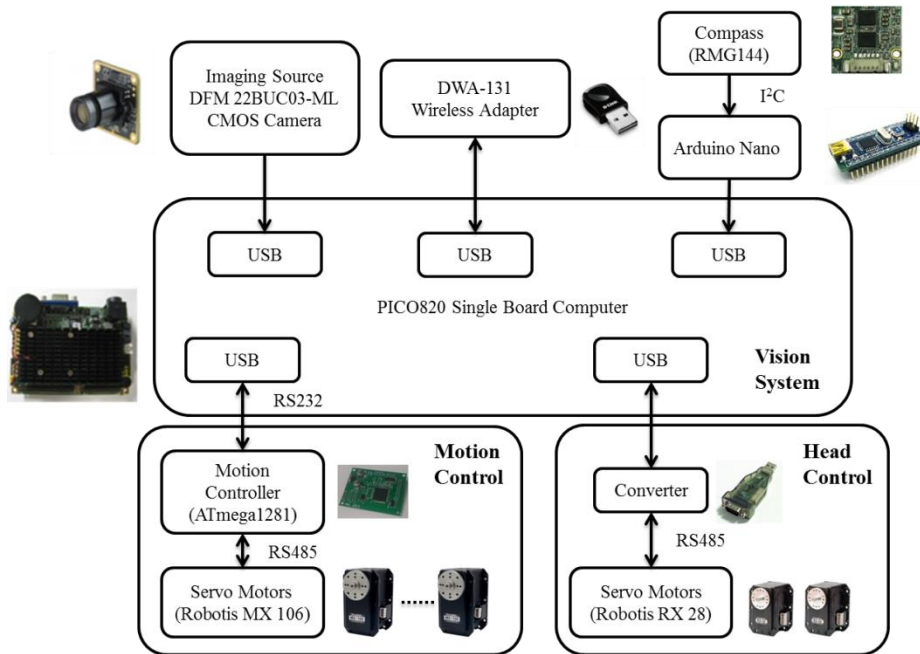 Imaging Source
DFM 22BUC03-ML
CMOS Camera
DWA-131
Wireless Adapter
Compass
(RMG144)
I²C
Arduino Nano
USB
USB
USB
PICO820 Single Board Computer
USB
USB
Vision
System
RS232
Motion
Control
Motion
Controller
(ATmega1281)
RS485
Servo Motors
(Robotis MX 106)
Head
Control
Converter
RS485
Servo Motors
(Robotis RX 28)